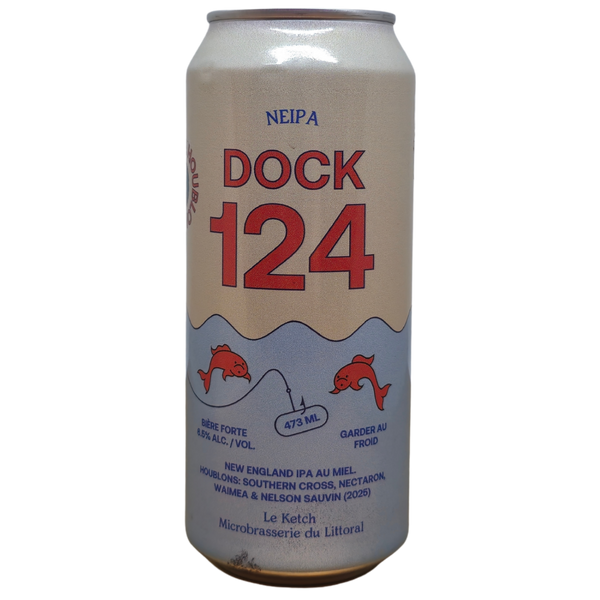 NEIPA
DOCK
124
BIÈRE FORTE
6.5% ALC. / VOL.
473 ML
GARDER AU
FROID
NEW ENGLAND IPA AU MIEL.
HOUBLONS: SOUTHERN CROSS, NECTARON,
WAIMEA & NELSON SAUVIN (2025)
Le Ketch
Microbrasserie du Littoral